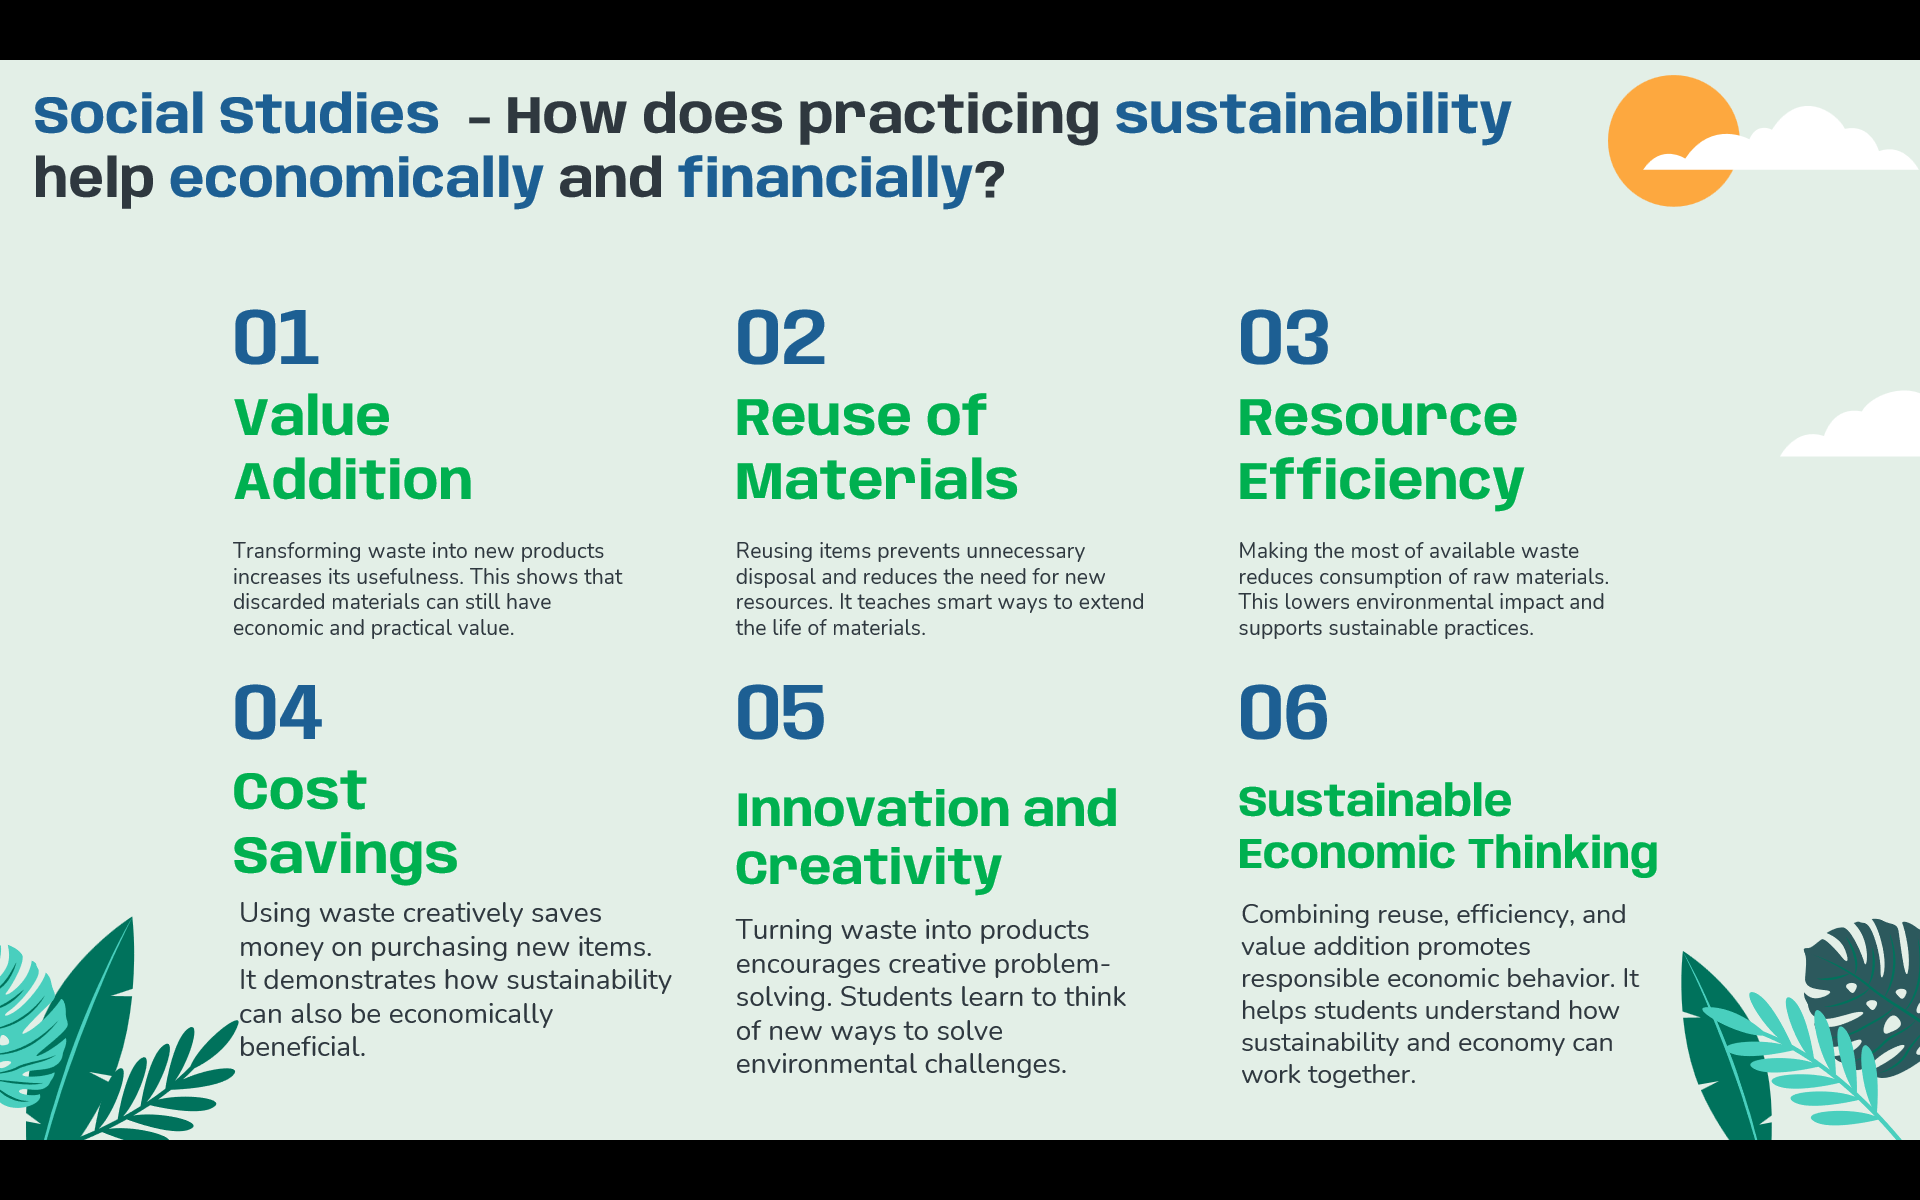 Social Studies - How does practicing sustainability
help economically and financially?
01
Value
Addition
Transforming waste into new products
increases its usefulness. This shows that
discarded materials can still have
economic and practical value.
02
Reuse of
Materials
Reusing items prevents unnecessary
disposal and reduces the need for new
resources. It teaches smart ways to extend
the life of materials.
03
Resource
Efficiency
Making the most of available waste
reduces consumption of raw materials.
This lowers environmental impact and
supports sustainable practices.
04
Cost
Savings
Using waste creatively saves
money on purchasing new items.
It demonstrates how sustainability
can also be economically
beneficial.
05
Innovation and
Creativity
Turning waste into products
encourages creative problem-
solving. Students learn to think
of new ways to solve
environmental challenges.
06
Sustainable
Economic Thinking
Combining reuse, efficiency, and
value addition promotes
responsible economic behavior. It
helps students understand how
sustainability and economy can
work together.